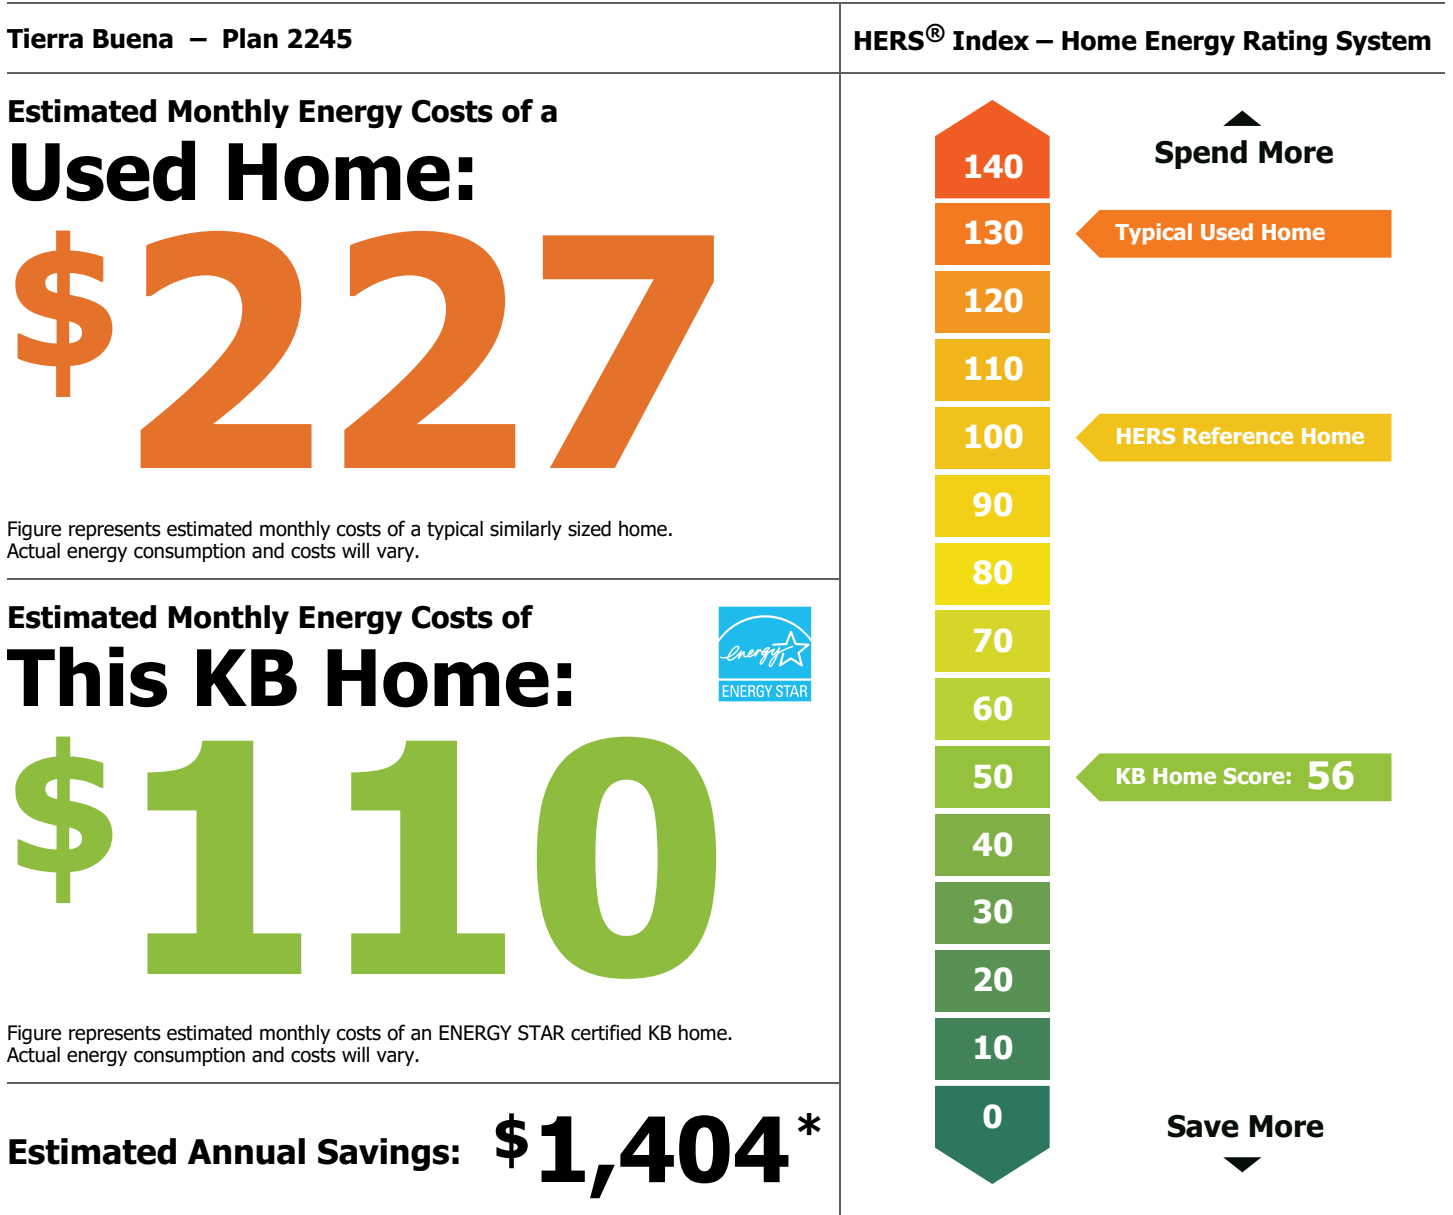 Tierra Buena – Plan 2245
Estimated Monthly Energy Costs of a
Used Home:
$227
Figure represents estimated monthly costs of a typical similarly sized home.
Actual energy consumption and costs will vary.
Estimated Monthly Energy Costs of
This KB Home:
energy
ENERGY STAR
$110
Figure represents estimated monthly costs of an ENERGY STAR certified KB home.
Actual energy consumption and costs will vary.
Estimated Annual Savings: $1,404*
HERS® Index – Home Energy Rating System
Spend More
140
130 Typical Used Home
120
110
100 HERS Reference Home
90
80
70
60
50 KB Home Score: 56
40
30
20
10
0
Save More